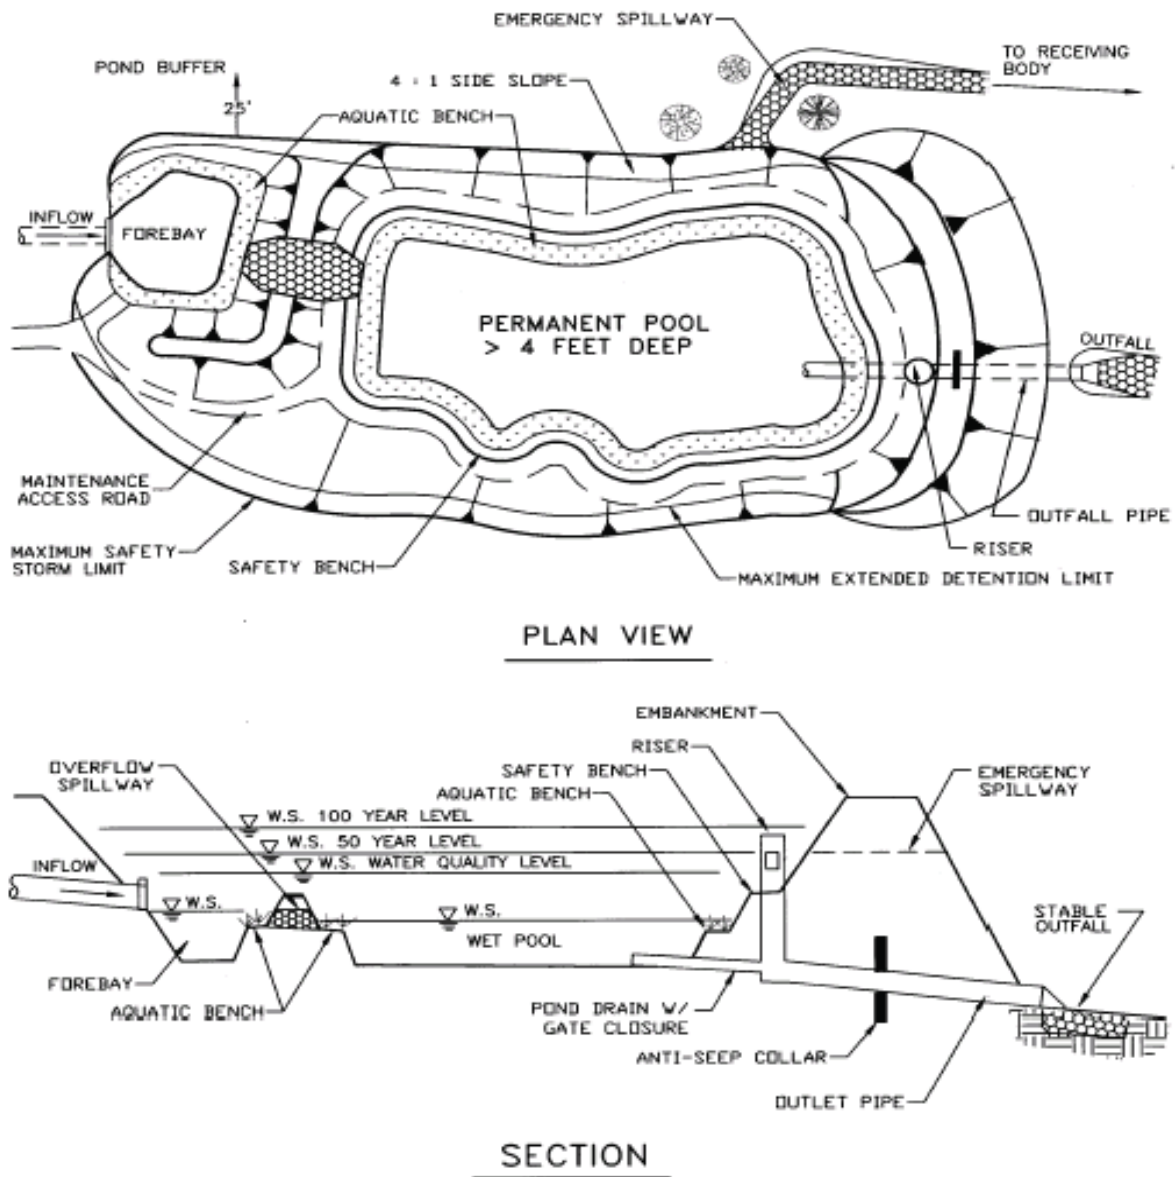 EMERGENCY SPILLWAY
TO RECEIVING
BODY
POND BUFFER
25'
4 : 1 SIDE SLOPE
AQUATIC BENCH
INFLOW
FOREBAY
PERMANENT POOL
> 4 FEET DEEP
OUTFALL
MAINTENANCE
ACCESS ROAD
MAXIMUM SAFETY
STORM LIMIT
SAFETY BENCH
OUTFALL PIPE
RISER
MAXIMUM EXTENDED DETENTION LIMIT
PLAN VIEW
EMBANKMENT
RISER
SAFETY BENCH
AQUATIC BENCH
OVERFLOW
SPILLWAY
EMERGENCY
SPILLWAY
W.S. 100 YEAR LEVEL
W.S. 50 YEAR LEVEL
W.S. WATER QUALITY LEVEL
INFLOW
W.S.
W.S.
WET POOL
STABLE
OUTFALL
FOREBAY
AQUATIC BENCH
POND DRAIN W/
GATE CLOSURE
ANTI-SEEP COLLAR
OUTLET PIPE
SECTION